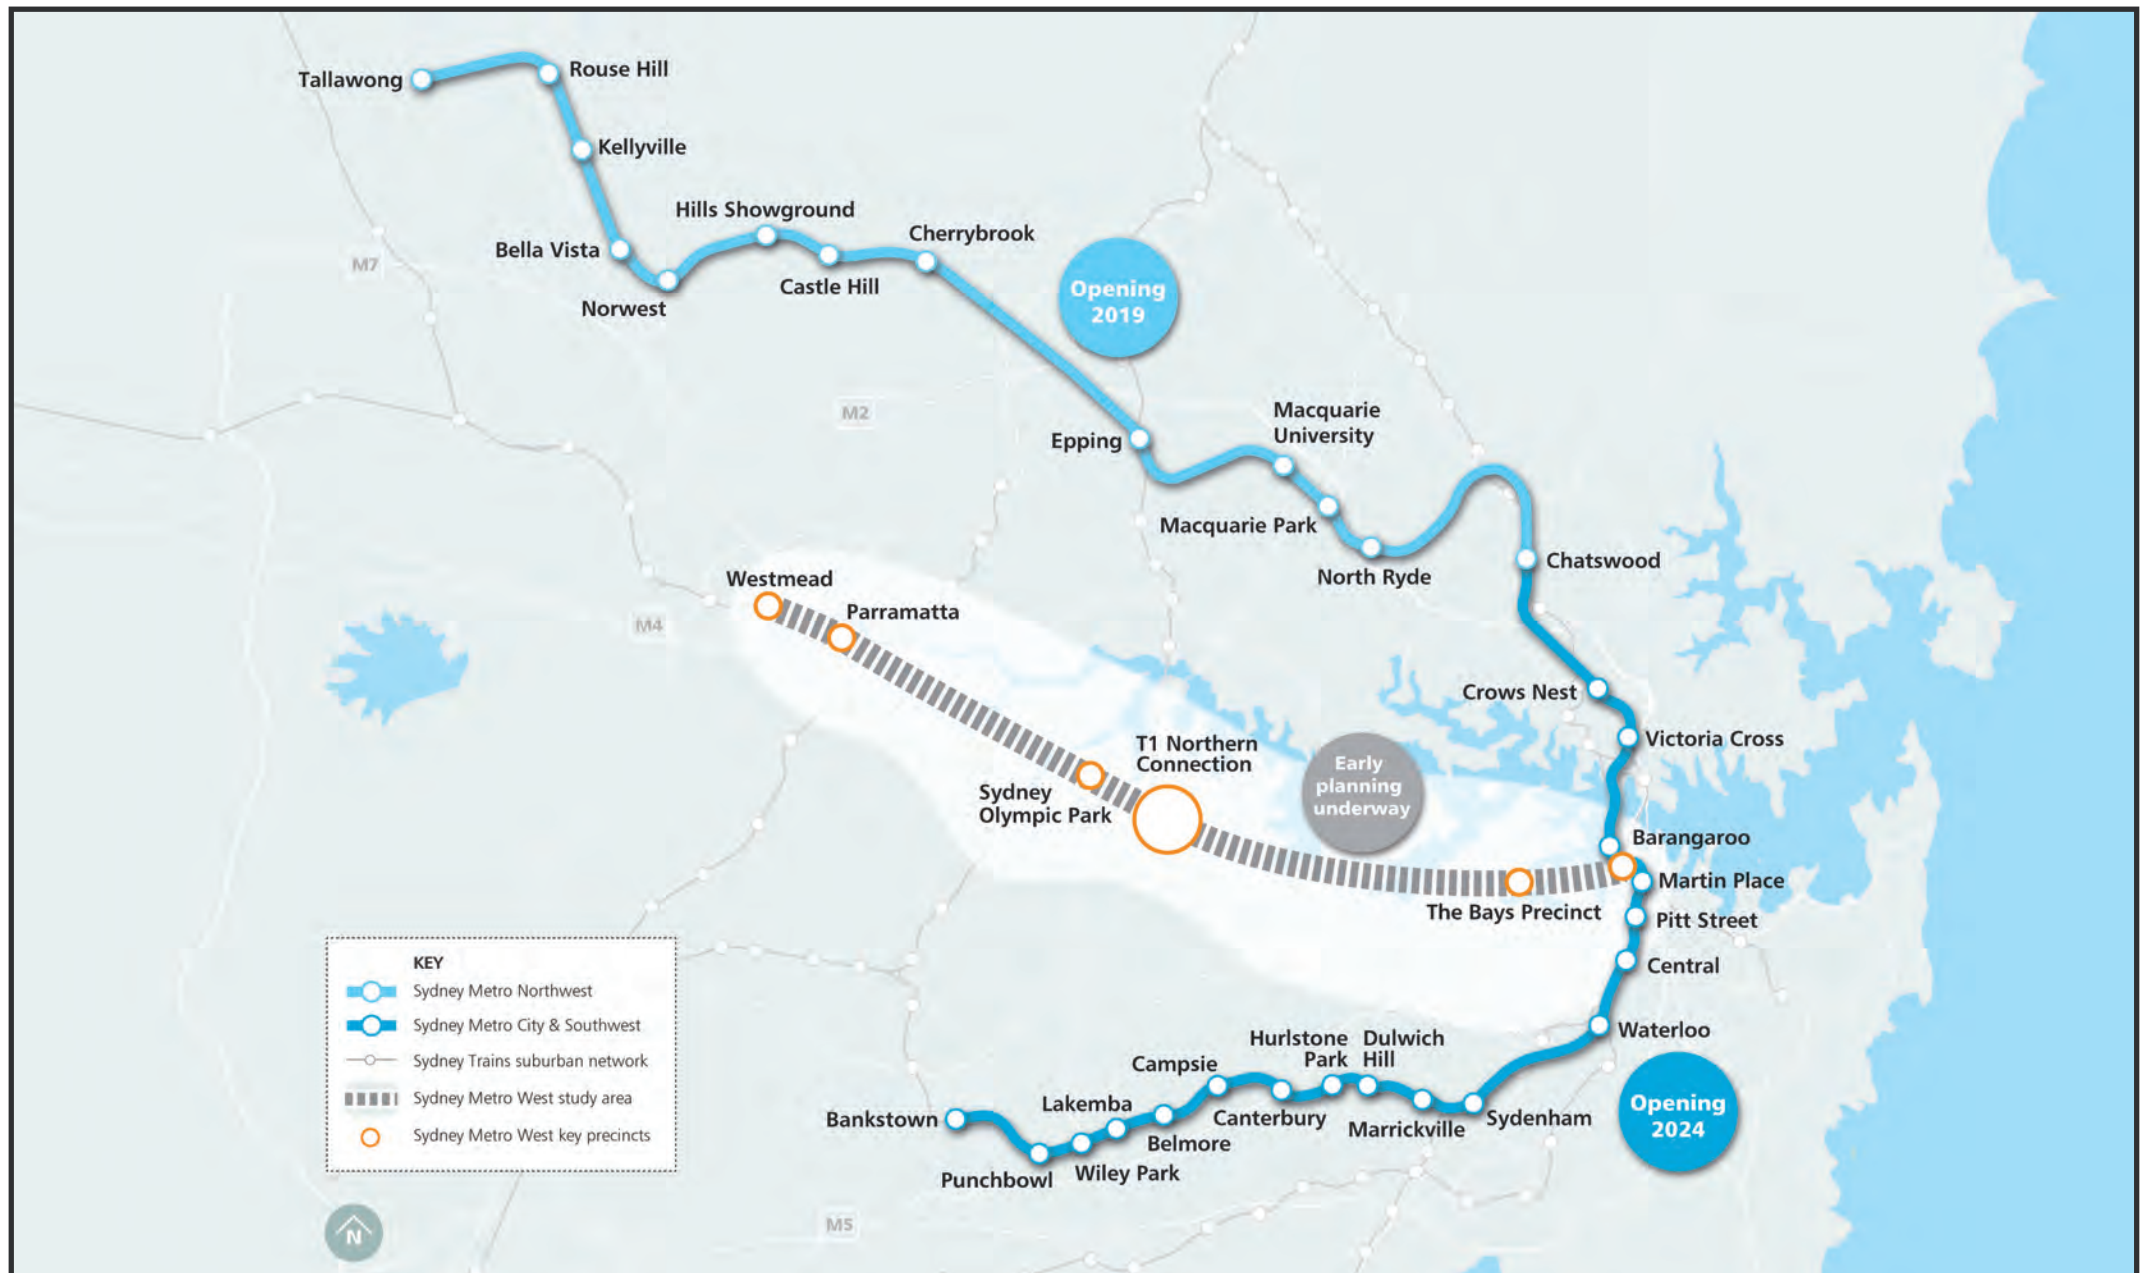 Tallawong
Rouse Hill
Kellyville
Hills Showground
Bella Vista
Cherrybrook
M7
Castle Hill
Norwest
Opening
2019
M2
Macquarie
University
Epping
Macquarie Park
Chatswood
North Ryde
Westmead
Parramatta
M4
Crows Nest
Victoria Cross
T1 Northern
Connection
Early
planning
underway
Sydney
Olympic Park
Barangaroo
Martin Place
The Bays Precinct
Pitt Street
Central
KEY
Sydney Metro Northwest
Sydney Metro City & Southwest
Sydney Trains suburban network
Sydney Metro West study area
Sydney Metro West key precincts
Waterloo
Hurlstone
Park
Dulwich
Hill
Campsie
Lakemba
Bankstown
Canterbury
Marrickville
Sydenham
Belmore
Wiley Park
Punchbowl
Opening
2024
M5
N